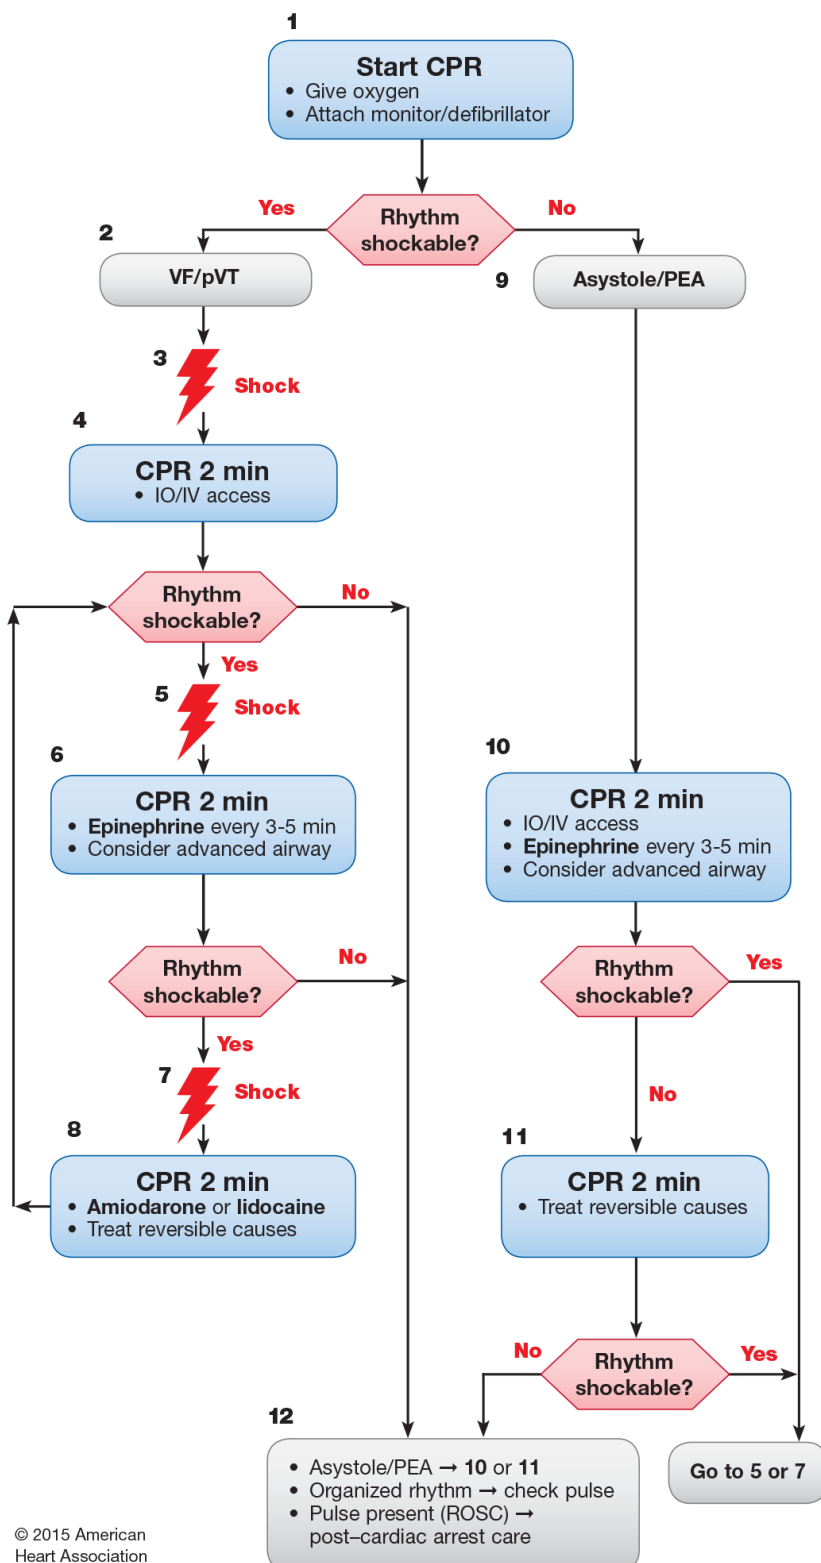 1
Start CPR
• Give oxygen
• Attach monitor/defibrillator
Yes
Rhythm
shockable?
No
2
VF/pVT
9
Asystole/PEA
3
Shock
4
CPR 2 min
• IO/IV access
Rhythm
shockable?
No
Yes
5
Shock
6
CPR 2 min
• Epinephrine every 3-5 min
• Consider advanced airway
10
CPR 2 min
• IO/IV access
• Epinephrine every 3-5 min
• Consider advanced airway
Rhythm
shockable?
No
Rhythm
shockable?
Yes
Yes
7
Shock
No
8
CPR 2 min
• Amiodarone or lidocaine
• Treat reversible causes
11
CPR 2 min
• Treat reversible causes
No
Rhythm
shockable?
Yes
12
• Asystole/PEA → 10 or 11
• Organized rhythm → check pulse
• Pulse present (ROSC) →
post–cardiac arrest care
Go to 5 or 7
© 2015 American
Heart Association